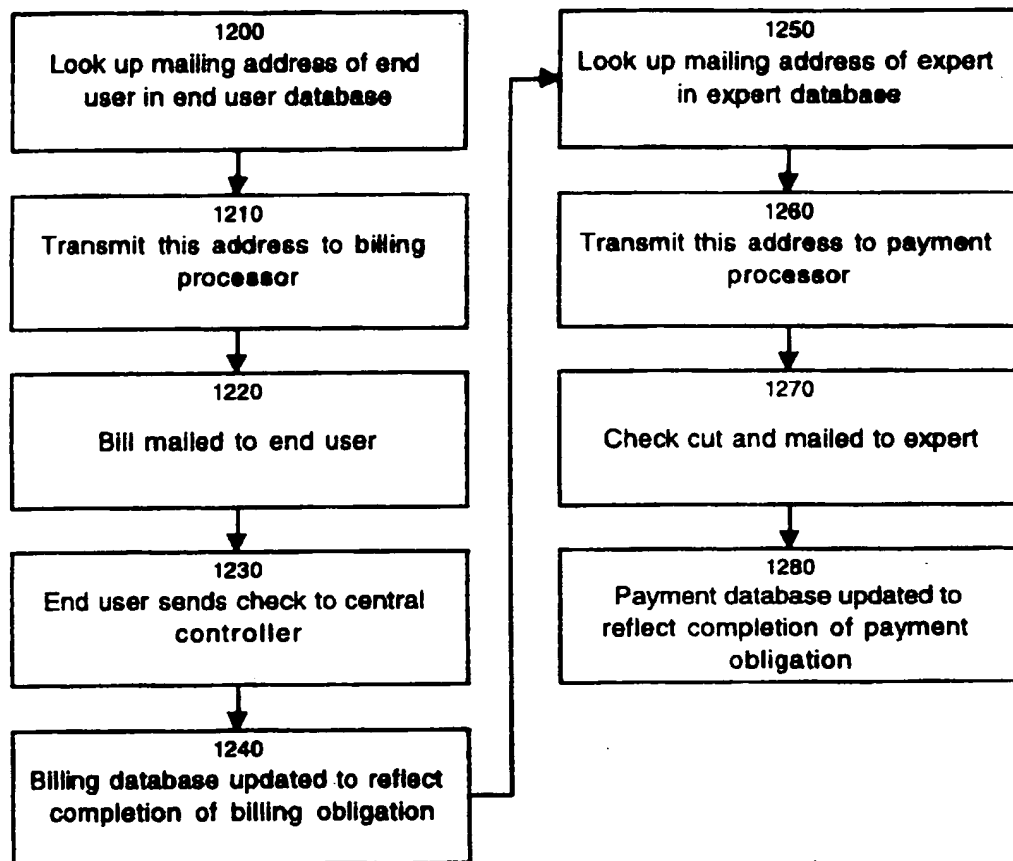 1200
Look up mailing address of end
user in end user database
1210
Transmit this address to billing
processor
1220
Bill mailed to end user
1230
End user sends check to central
controller
1240
Billing database updated to reflect
completion of billing obligation
1250
Look up mailing address of expert
in expert database
1260
Transmit this address to payment
processor
1270
Check cut and mailed to expert
1280
Payment database updated to
reflect completion of payment
obligation